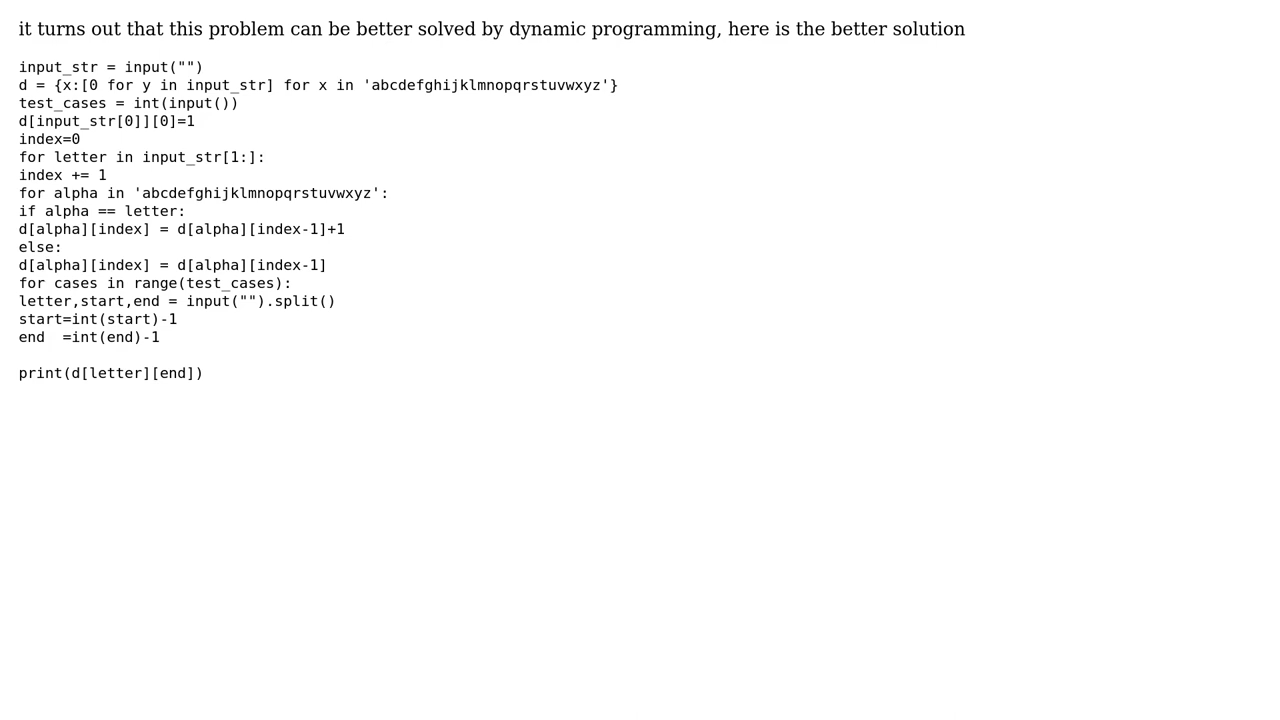 it turns out that this problem can be better solved by dynamic programming, here is the better solution
input_str = input("")
d = {x:[0 for y in input_str] for x in 'abcdefghijklmnopqrstuvwxyz'}
test_cases = int(input())
d[input_str[0]][0]=1
index=0
for letter in input_str[1:]:
index += 1
for alpha in 'abcdefghijklmnopqrstuvwxyz':
if alpha == letter:
d[alpha][index] = d[alpha][index-1]+1
else:
d[alpha][index] = d[alpha][index-1]
for cases in range(test_cases):
letter,start,end = input("").split()
start=int(start)-1
end  =int(end)-1
print(d[letter][end])